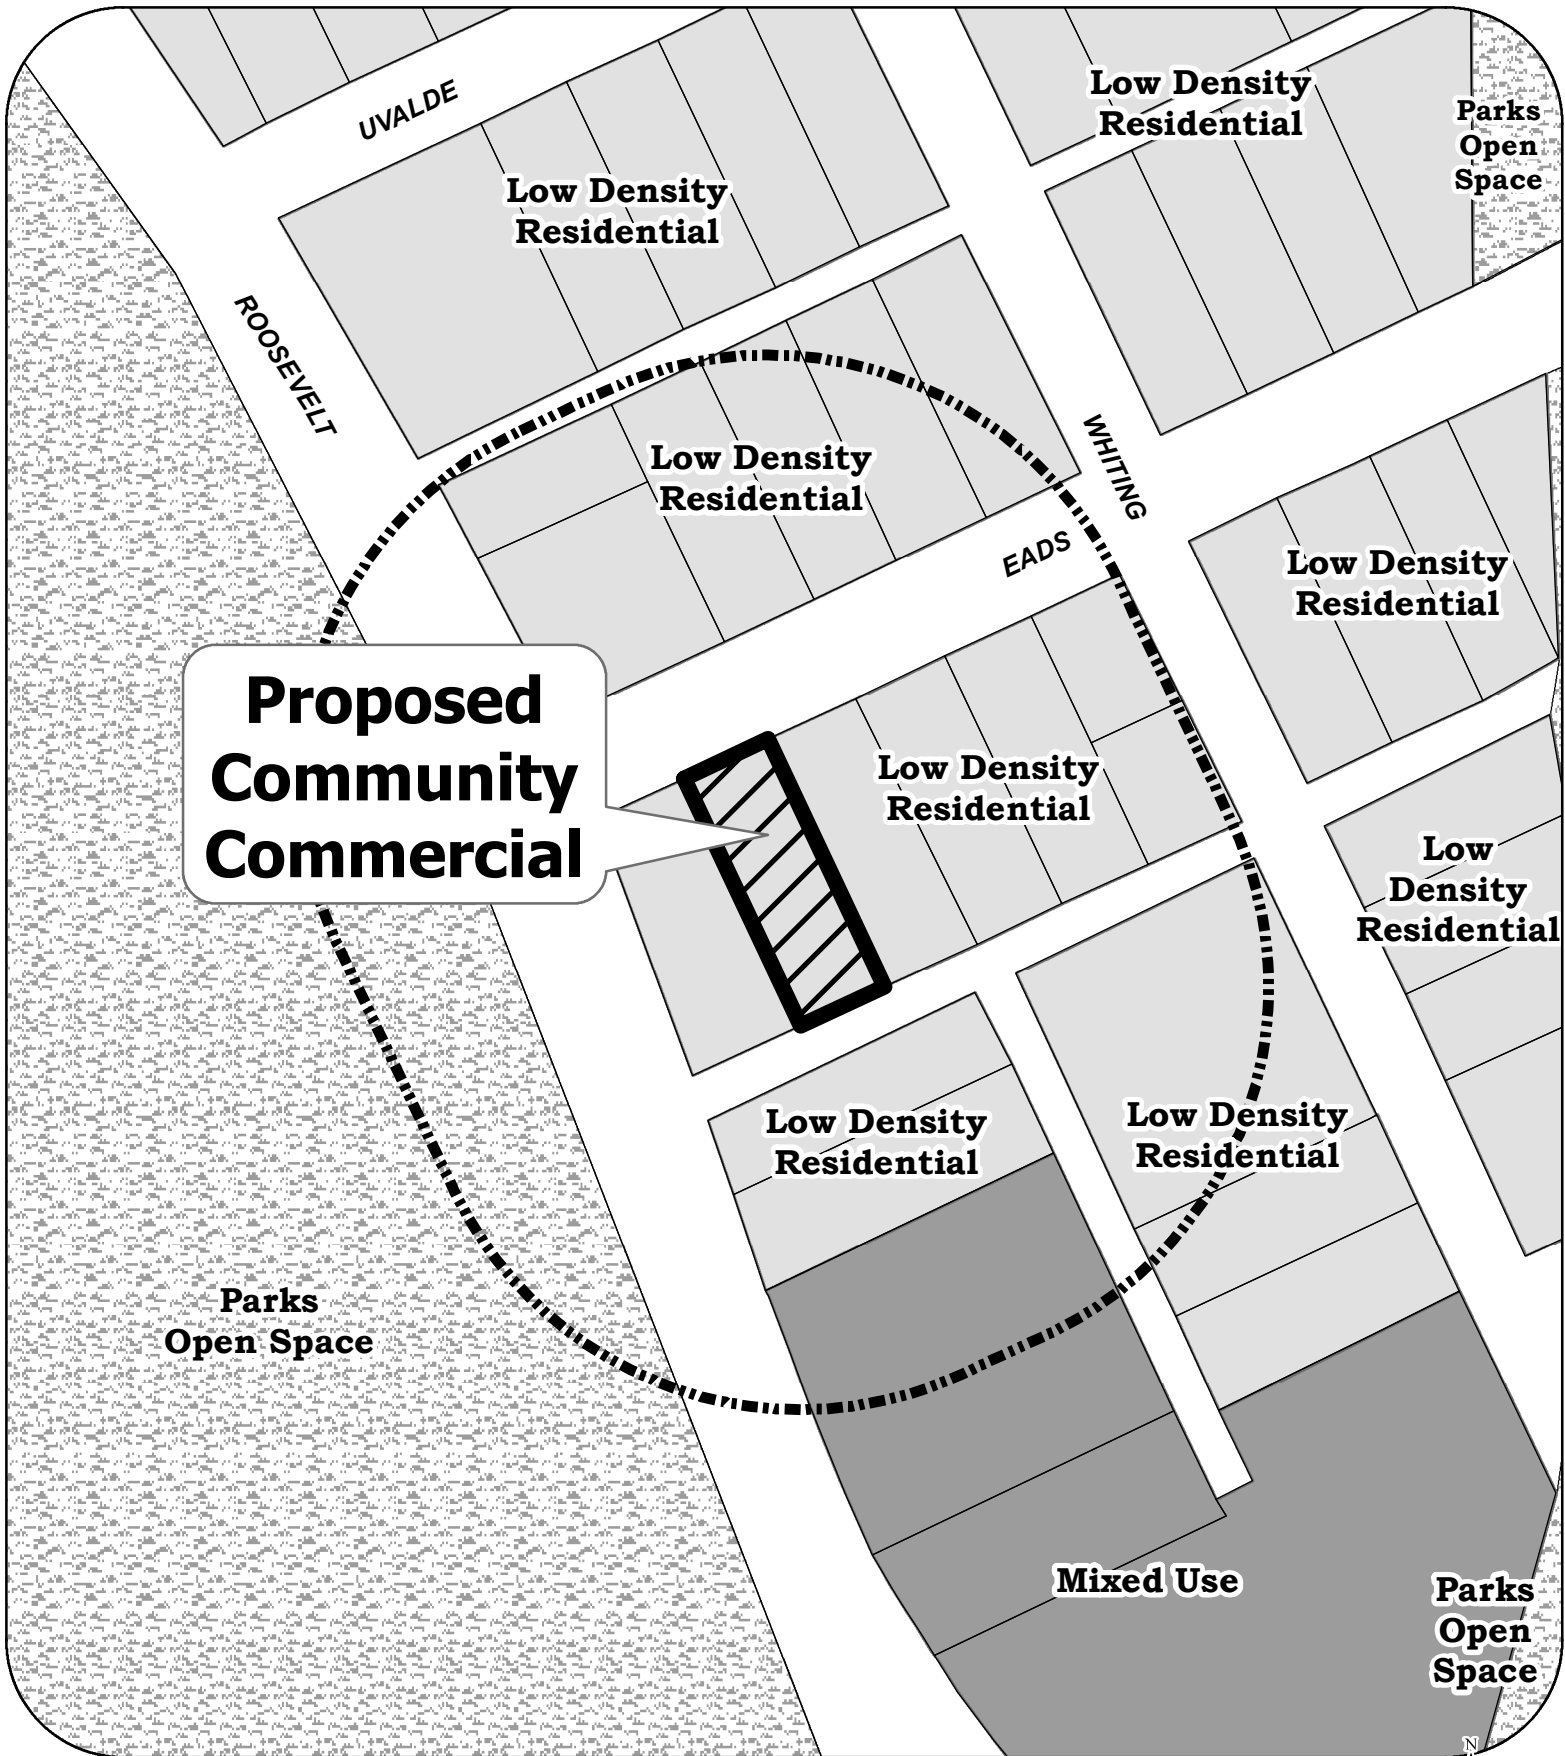 Low Density
Residential
Parks
Open
Space
UVALDE
Low Density
Residential
ROOSEVELT
WHITING
Low Density
Residential
EADS
Low Density
Residential
Proposed
Community
Commercial
Low Density
Residential
Low
Density
Residential
Low Density
Residential
Low Density
Residential
Parks
Open Space
Mixed Use
Parks
Open
Space
N